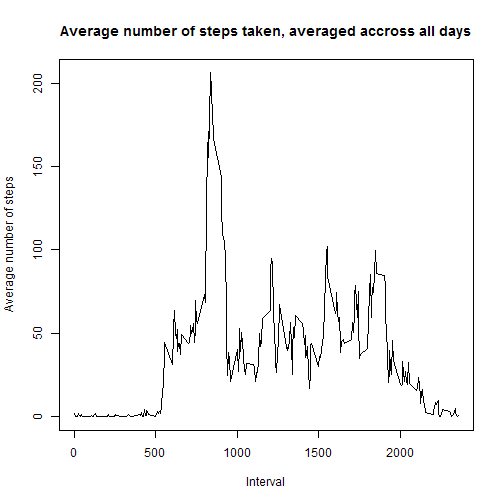 Average number of steps taken, averaged accross all days
200
150
100
50
0
Average number of steps
0 500 1000 1500 2000
Interval